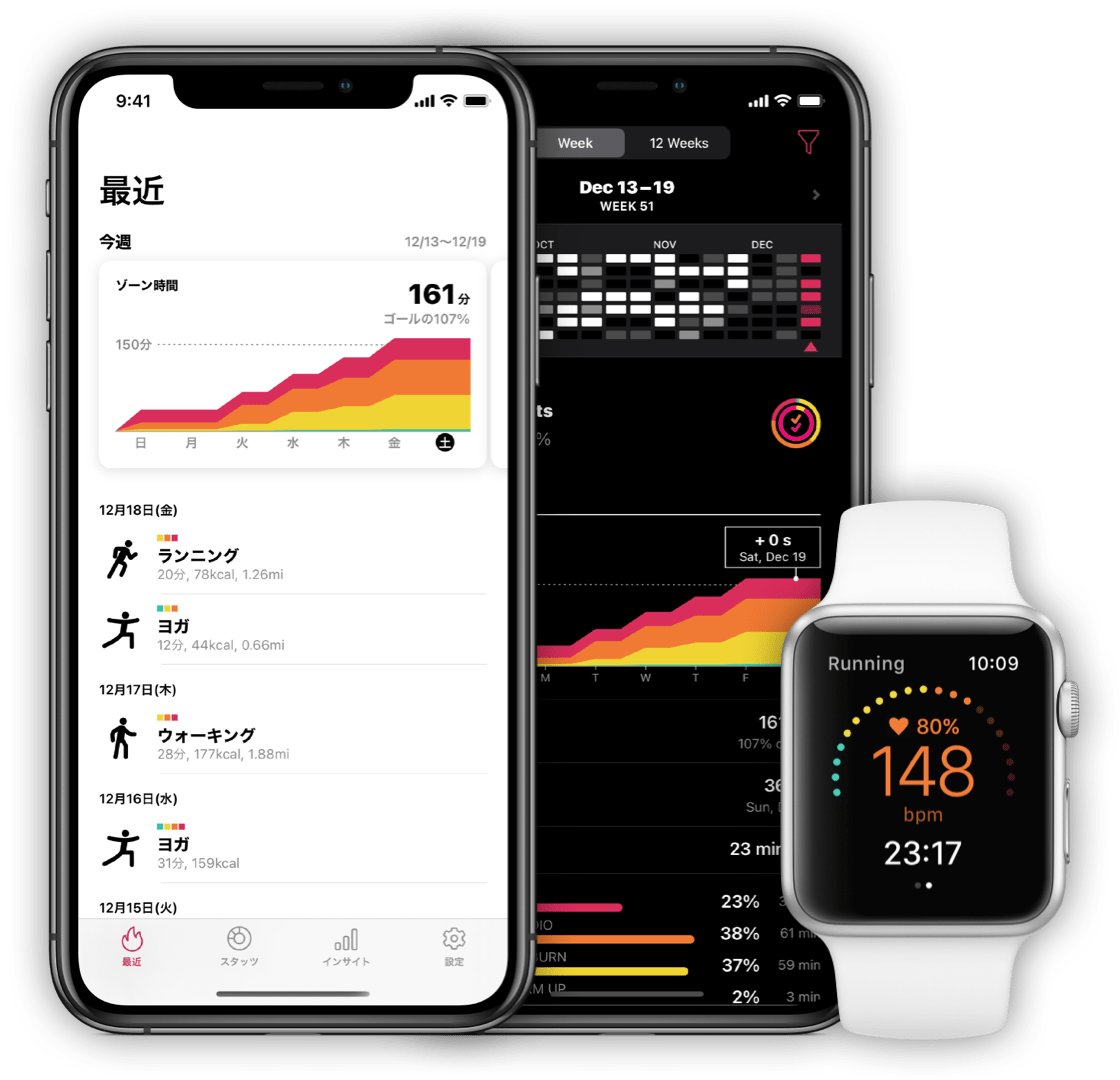 9:41
最近
今週
12/13〜12/19
ゾーン時間
161分
ゴールの107%
150分
日 月 火 水 木 金 土
12月18日(金)
ランニング
20分, 78kcal, 1.26mi
ヨガ
12分, 44kcal, 0.66mi
12月17日(木)
ウォーキング
28分, 177kcal, 1.88mi
12月16日(水)
ヨガ
31分, 159kcal
12月15日(火)
最近 スタッツ インサイト 設定
Week 12 Weeks
Dec 13–19
WEEK 51
OCT NOV DEC
ts
%
+ 0 s
Sat, Dec 19
M T W T F
16
107%
36
Sun,
23 min
23%
DIO
38% 61 min
BURN
37% 59 min
M UP
2% 3 min
Running 10:09
80%
148
bpm
23:17